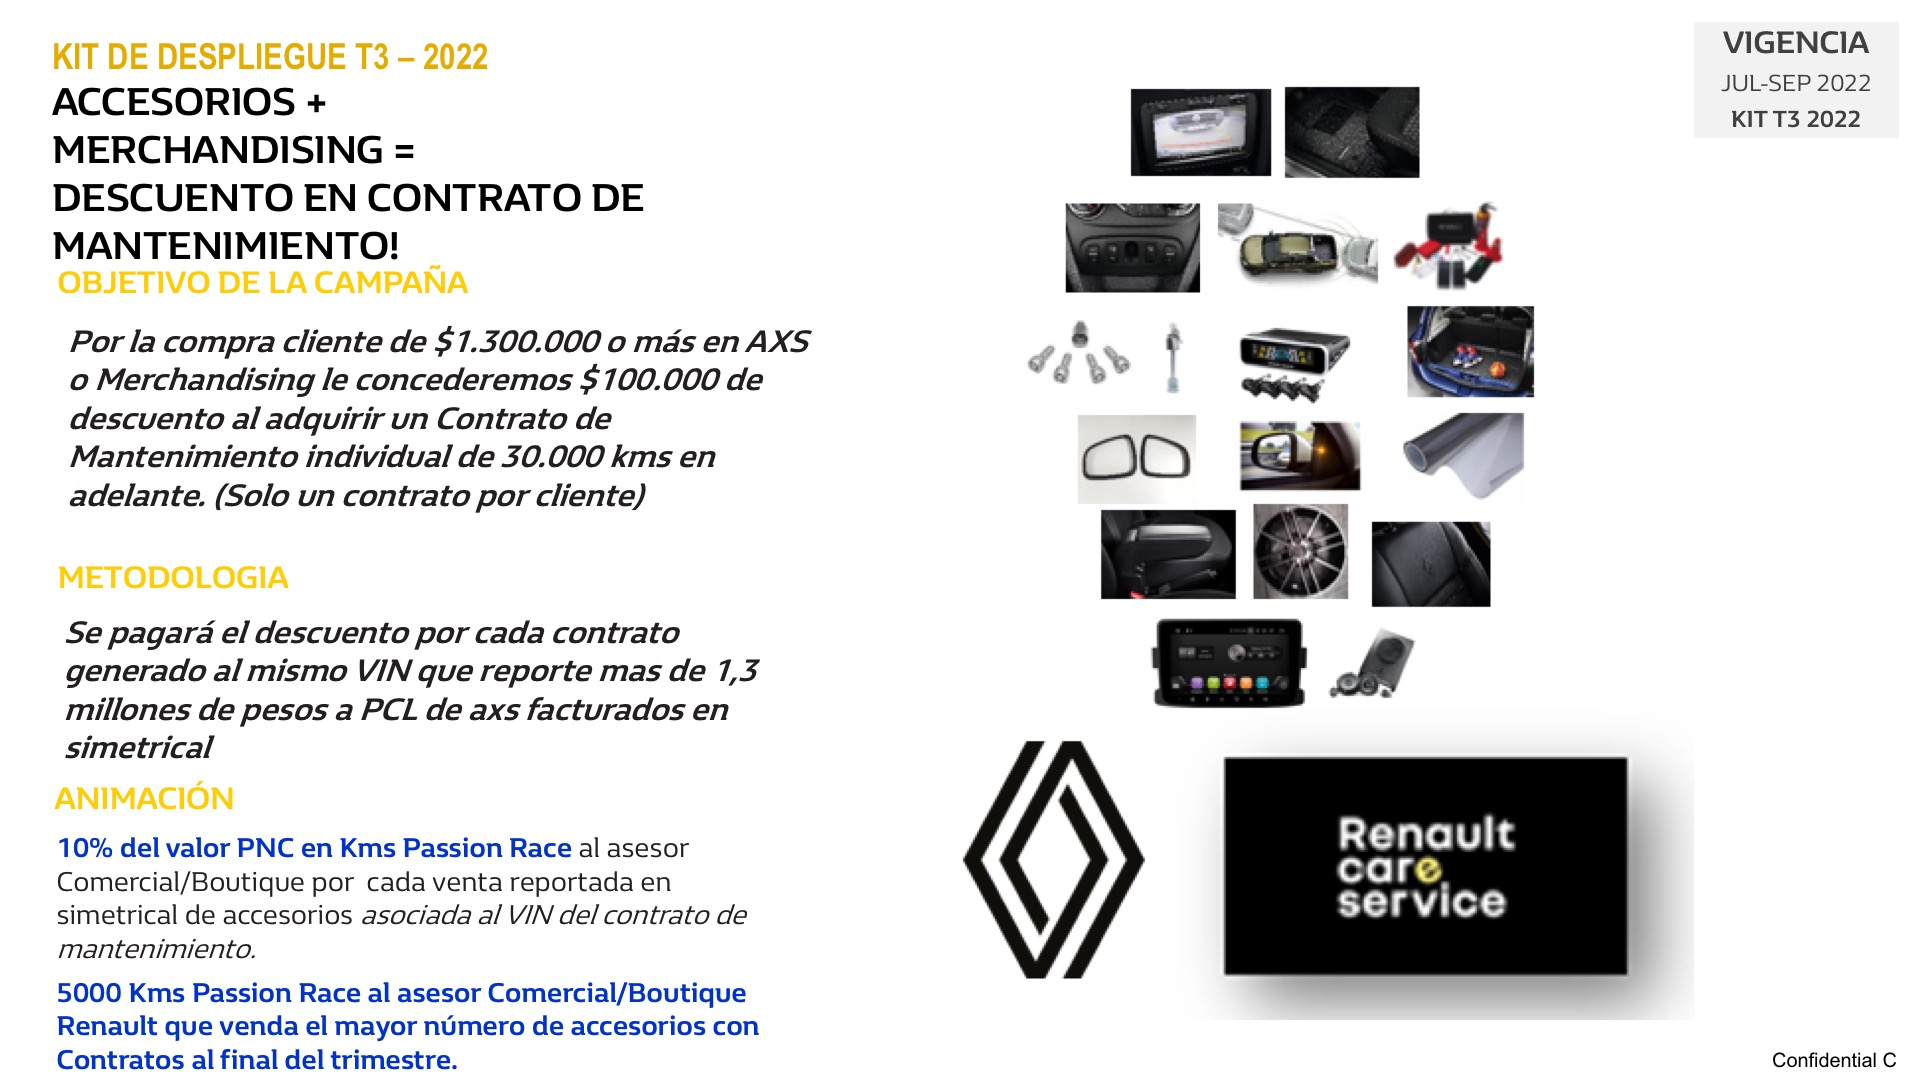 KIT DE DESPLIEGUE T3 – 2022
ACCESORIOS +
MERCHANDISING =
DESCUENTO EN CONTRATO DE
MANTENIMIENTO!
OBJETIVO DE LA CAMPAÑA
Por la compra cliente de $1.300.000 o más en AXS
o Merchandising le concederemos $100.000 de
descuento al adquirir un Contrato de
Mantenimiento individual de 30.000 kms en
adelante. (Solo un contrato por cliente)
METODOLOGIA
Se pagará el descuento por cada contrato
generado al mismo VIN que reporte mas de 1,3
millones de pesos a PCL de axs facturados en
simetrical
ANIMACIÓN
10% del valor PNC en Kms Passion Race al asesor
Comercial/Boutique por cada venta reportada en
simetrical de accesorios asociada al VIN del contrato de
mantenimiento.
5000 Kms Passion Race al asesor Comercial/Boutique
Renault que venda el mayor número de accesorios con
Contratos al final del trimestre.
VIGENCIA
JUL-SEP 2022
KIT T3 2022
Renault
care
service
Confidential C